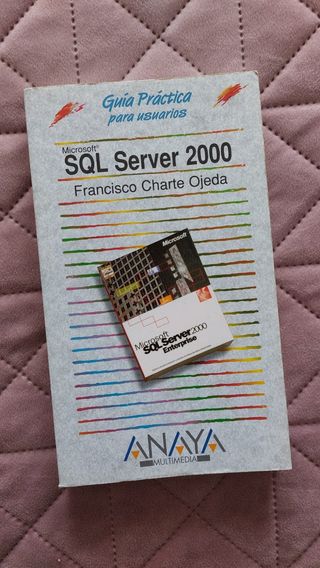 Guía Práctica
para usuarios
Microsoft®
SQL Server 2000
Francisco Charte Ojeda
Microsoft
Microsoft
SQL Server 2000
Enterprise
ANAYA
MULTIMEDIA